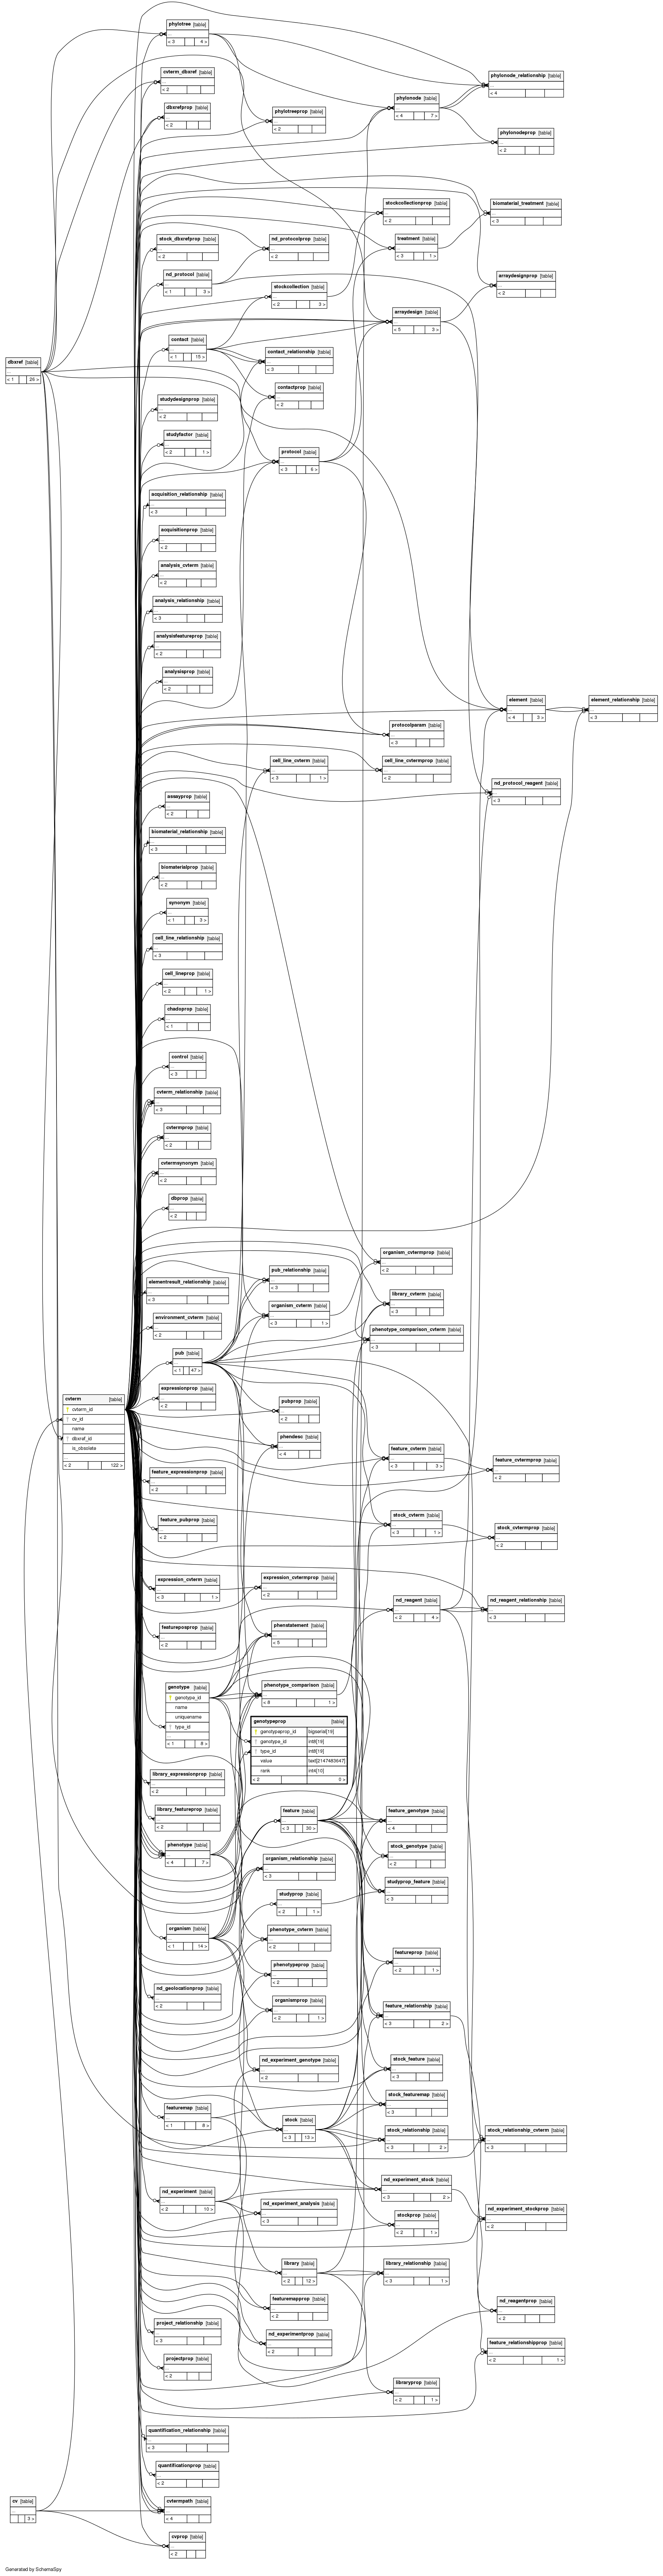 phylotree [table]
...
< 3 4 >
cvterm_dbxref [table]
...
< 2
phylonode_relationship [table]
...
< 4
phylonode [table]
...
< 4 7 >
dbxrefprop [table]
...
< 2
phylotreeprop [table]
...
< 2
phylonodeprop [table]
...
< 2
stockcollectionprop [table]
...
< 2
biomaterial_treatment [table]
...
< 3
stock_dbxrefprop [table]
...
< 2
nd_protocolprop [table]
...
< 2
treatment [table]
...
< 3 1 >
nd_protocol [table]
...
< 1 3 >
arraydesignprop [table]
...
< 2
stockcollection [table]
...
< 2 3 >
arraydesign [table]
...
< 5 3 >
contact [table]
...
< 1 15 >
contact_relationship [table]
...
< 3
dbxref [table]
...
< 1 26 >
contactprop [table]
...
< 2
studydesignprop [table]
...
< 2
studyfactor [table]
...
< 2 1 >
protocol [table]
...
< 3 6 >
acquisition_relationship [table]
...
< 3
acquisitionprop [table]
...
< 2
analysis_cvterm [table]
...
< 2
analysis_relationship [table]
...
< 3
analysisfeatureprop [table]
...
< 2
analysisprop [table]
...
< 2
element [table]
...
< 4 3 >
element_relationship [table]
...
< 3
protocolparam [table]
...
< 3
cell_line_cvterm [table]
...
< 3 1 >
cell_line_cvtermprop [table]
...
< 2
nd_protocol_reagent [table]
...
< 3
assayprop [table]
...
< 2
biomaterial_relationship [table]
...
< 3
biomaterialprop [table]
...
< 2
synonym [table]
...
< 1 3 >
cell_line_relationship [table]
...
< 3
cell_lineprop [table]
...
< 2 1 >
chadoprop [table]
...
< 1
control [table]
...
< 3
cvterm_relationship [table]
...
< 3
cvtermprop [table]
...
< 2
cvtermsynonym [table]
...
< 2
dbprop [table]
...
< 2
organism_cvtermprop [table]
...
< 2
pub_relationship [table]
...
< 3
elementresult_relationship [table]
...
< 3
library_cvterm [table]
...
< 3
organism_cvterm [table]
...
< 3 1 >
environment_cvterm [table]
...
< 2
phenotype_comparison_cvterm [table]
...
< 3
pub [table]
...
< 1 47 >
expressionprop [table]
...
< 2
cvterm [table]
cvterm_id
cv_id
name
dbxref_id
is_obsolete
...
< 2 122 >
pubprop [table]
...
< 2
phendesc [table]
...
< 4
feature_cvterm [table]
...
< 3 3 >
feature_cvtermprop [table]
...
< 2
feature_expressionprop [table]
...
< 2
stock_cvterm [table]
...
< 3 1 >
feature_pubprop [table]
...
< 2
stock_cvtermprop [table]
...
< 2
expression_cvterm [table]
...
< 3 1 >
expression_cvtermprop [table]
...
< 2
nd_reagent [table]
...
< 2 4 >
nd_reagent_relationship [table]
...
< 3
featureposprop [table]
...
< 2
phenstatement [table]
...
< 5
genotype [table]
genotype_id
name
uniquename
type_id
...
< 1 8 >
phenotype_comparison [table]
...
< 8 1 >
genotypeprop [table]
genotypeprop_id bigserial[19]
genotype_id int8[19]
type_id int8[19]
value text[2147483647]
rank int4[10]
< 2 0 >
library_expressionprop [table]
...
< 2
library_featureprop [table]
...
< 2
feature [table]
...
< 3 30 >
feature_genotype [table]
...
< 4
phenotype [table]
...
< 4 7 >
stock_genotype [table]
...
< 2
organism_relationship [table]
...
< 3
studyprop_feature [table]
...
< 3
studyprop [table]
...
< 2 1 >
organism [table]
...
< 1 14 >
phenotype_cvterm [table]
...
< 2
featureprop [table]
...
< 2 1 >
phenotypeprop [table]
...
< 2
nd_geolocationprop [table]
...
< 2
organismprop [table]
...
< 2 1 >
feature_relationship [table]
...
< 3 2 >
nd_experiment_genotype [table]
...
< 2
stock_feature [table]
...
< 3
stock_featuremap [table]
...
< 3
featuremap [table]
...
< 1 8 >
stock [table]
...
< 3 13 >
stock_relationship [table]
...
< 3 2 >
stock_relationship_cvterm [table]
...
< 3
nd_experiment_stock [table]
...
< 3 2 >
nd_experiment [table]
...
< 2 10 >
nd_experiment_analysis [table]
...
< 3
nd_experiment_stockprop [table]
...
< 2
stockprop [table]
...
< 2 1 >
library [table]
...
< 2 12 >
library_relationship [table]
...
< 3 1 >
featuremapprop [table]
...
< 2
nd_reagentprop [table]
...
< 2
project_relationship [table]
...
< 3
nd_experimentprop [table]
...
< 2
feature_relationshipprop [table]
...
< 2 1 >
projectprop [table]
...
< 2
libraryprop [table]
...
< 2 1 >
quantification_relationship [table]
...
< 3
quantificationprop [table]
...
< 2
cv [table]
...
3 >
cvtermpath [table]
...
< 4
cvprop [table]
...
< 2
Generated by SchemaSpy